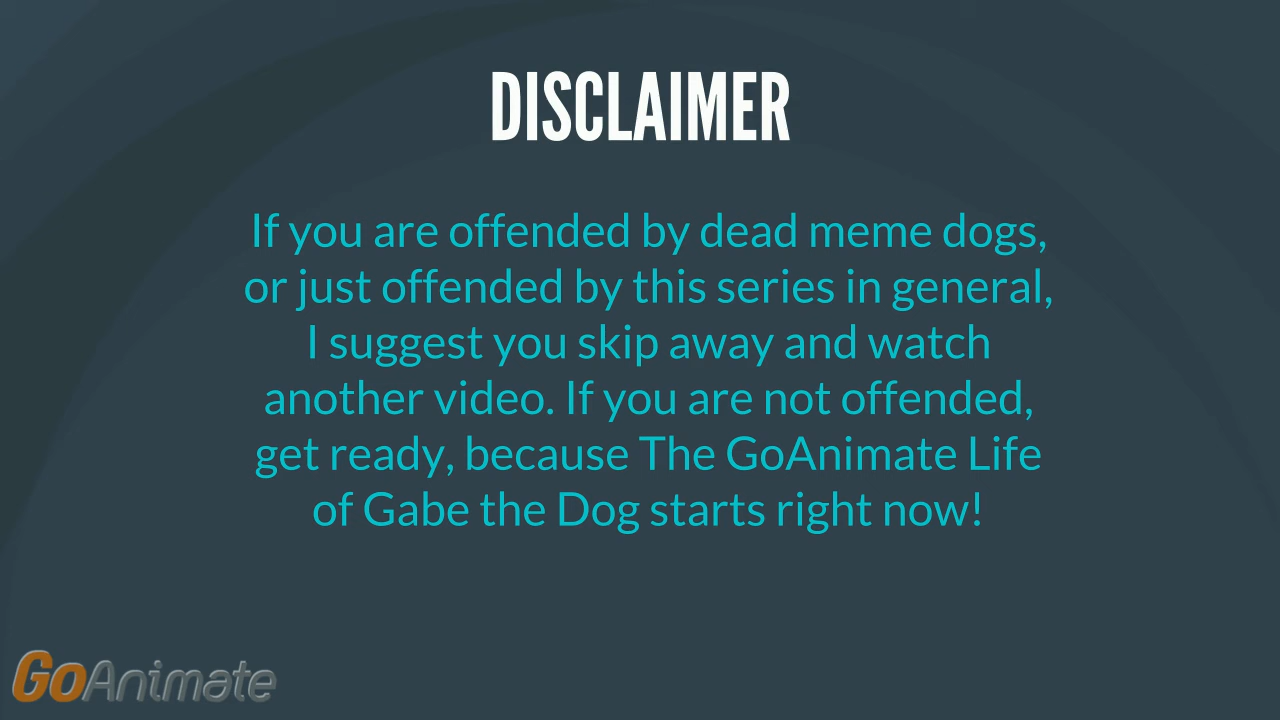 DISCLAIMER
If you are offended by dead meme dogs,
or just offended by this series in general,
I suggest you skip away and watch
another video. If you are not offended,
get ready, because The GoAnimate Life
of Gabe the Dog starts right now!
GoAnimate